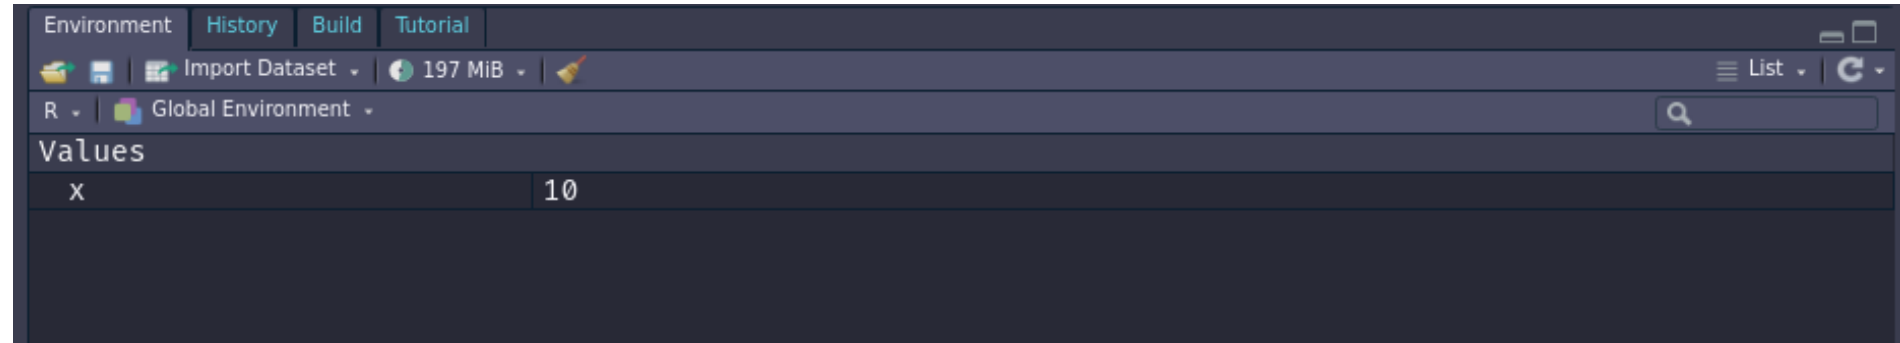 Environment History Build Tutorial
Import Dataset 197 MiB List
R Global Environment
Values
x 10